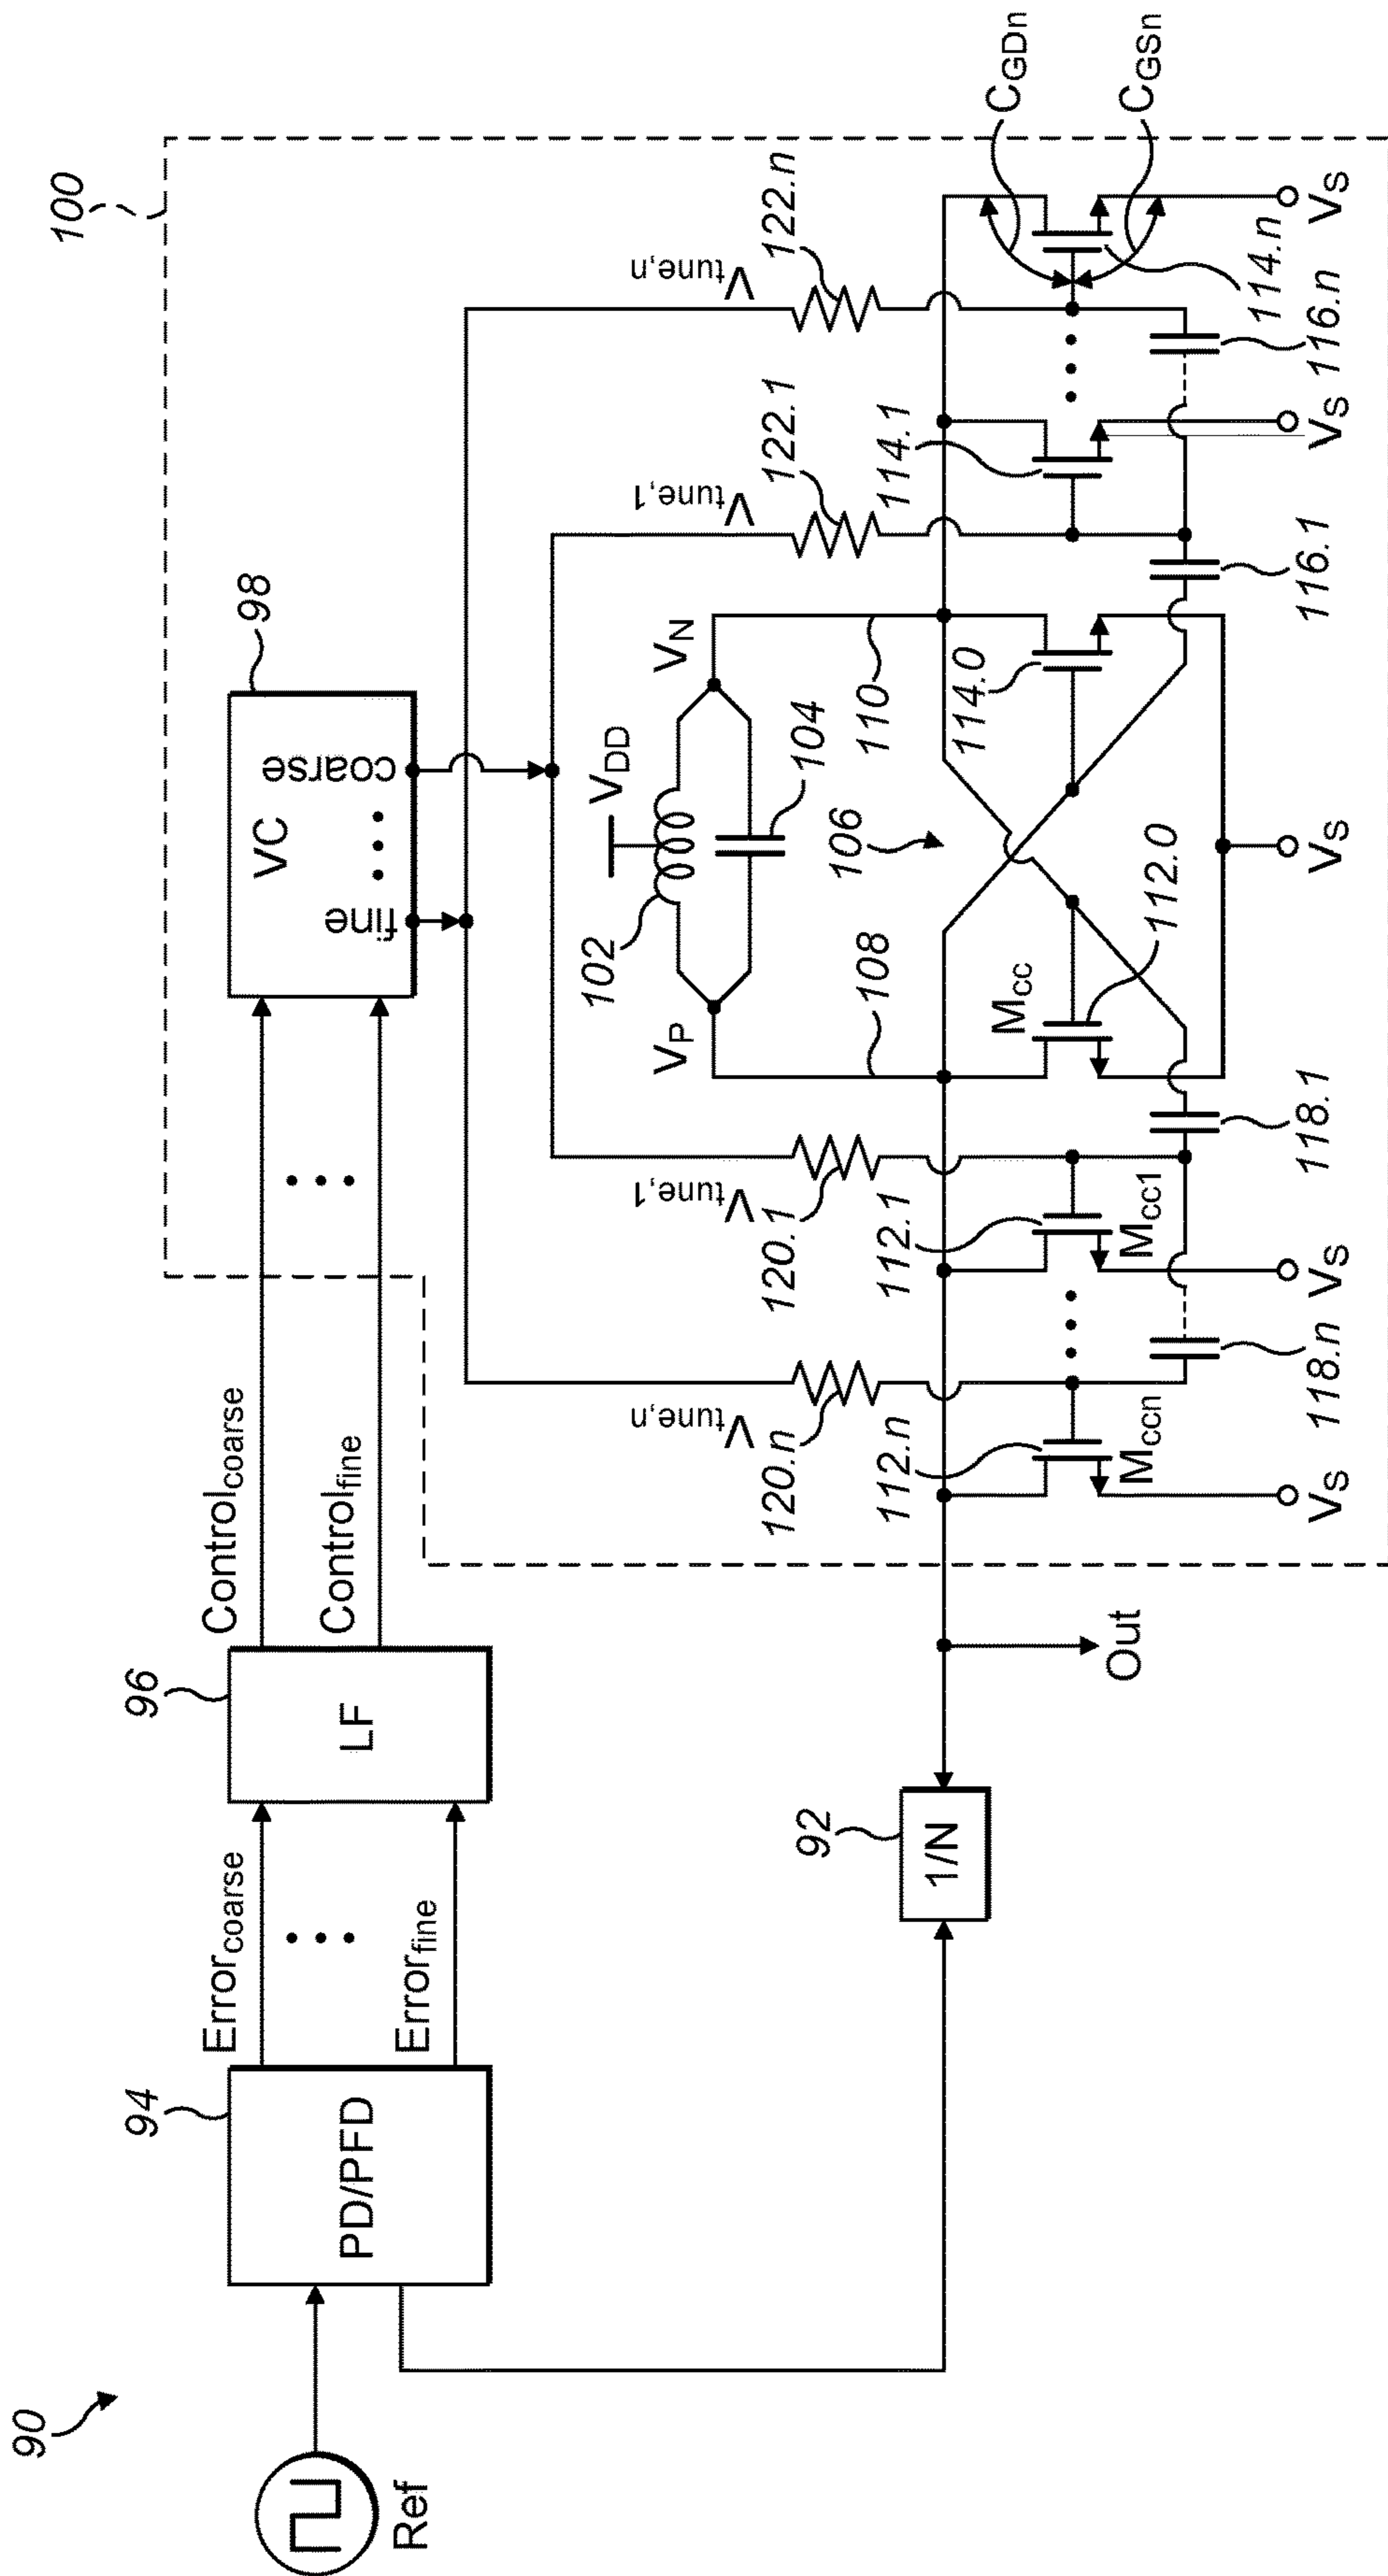 90
Ref
94
PD/PFD
Error_coarse
• • •
Error_fine
96
LF
Control_coarse
• • •
Control_fine
98
VC
fine • • • coarse
100
92
1/N
Out
V_tune,n
120.n
V_tune,1
120.1
V_tune,1
122.1
V_tune,n
122.n
V_DD
102
104
V_P
V_N
108
106
110
112.n
M_ccn
112.1
M_cc1
M_cc
112.0
114.0
114.1
114.n
C_GDn
C_GSn
118.n
118.1
116.1
116.n
V_S
V_S
V_S
V_S
V_S